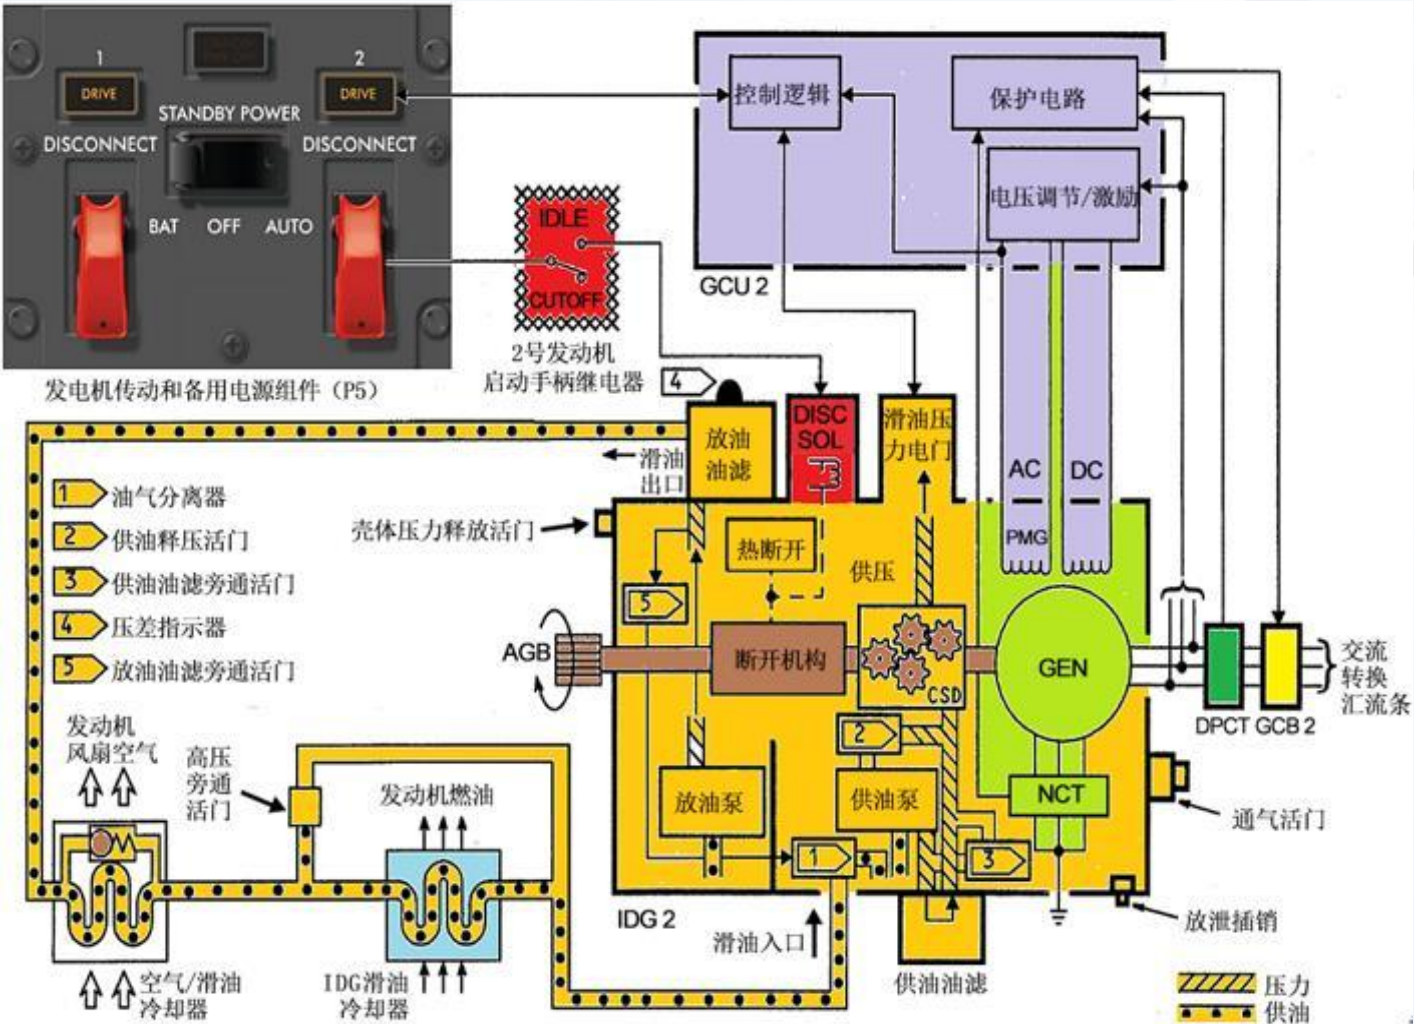 1
2
DRIVE
DRIVE
STANDBY POWER
DISCONNECT
DISCONNECT
BAT
OFF
AUTO
发电机传动和备用电源组件（P5）
IDLE
CUTOFF
2号发动机
启动手柄继电器
控制逻辑
保护电路
电压调节/激励
GCU 2
4
放油
油滤
DISC
SOL
滑油压
力电门
AC
DC
PMG
滑油
出口
1
油气分离器
2
供油释压活门
3
供油油滤旁通活门
4
压差指示器
5
放油油滤旁通活门
壳体压力释放活门
热断开
供压
5
AGB
断开机构
CSD
GEN
交流
转换
汇流条
DPCT
GCB 2
发动机
风扇空气
高压
旁通
活门
发动机燃油
放油泵
2
供油泵
NCT
通气活门
1
3
IDG 2
滑油入口
供油油滤
放泄插销
空气/滑油
冷却器
IDG滑油
冷却器
压力
供油